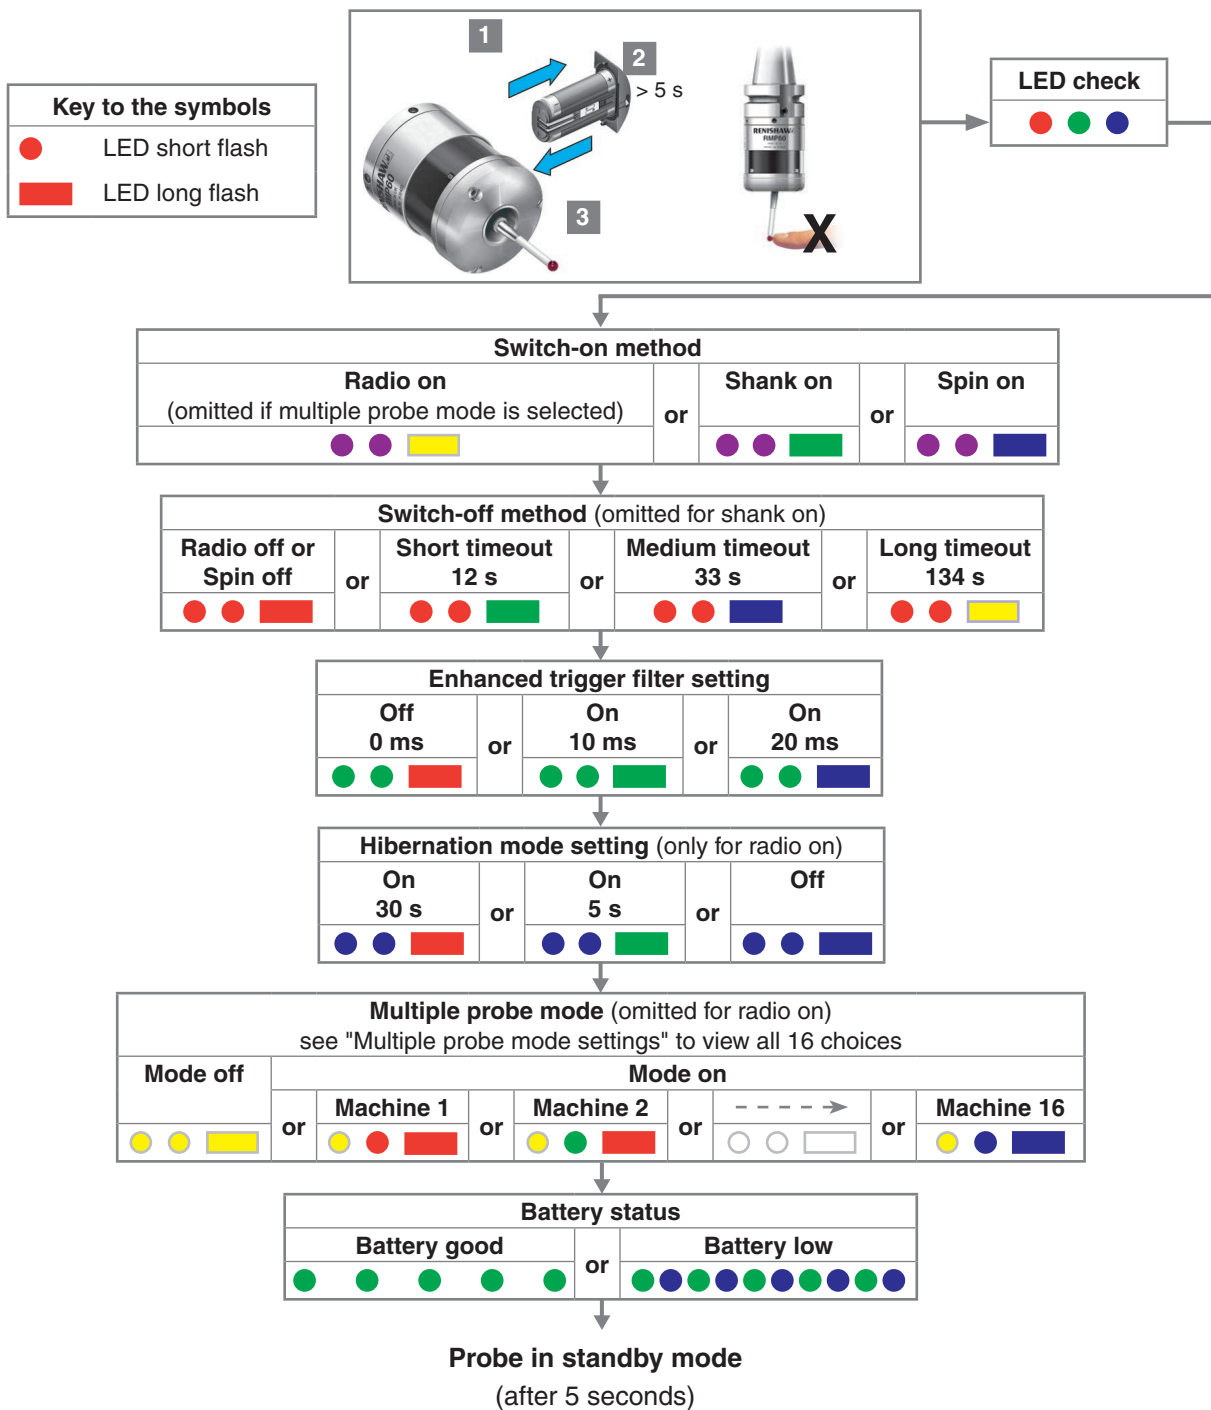 1
2
> 5 s
3
RENISHAW
RMP60
X
LED check
Key to the symbols
LED short flash
LED long flash
Switch-on method
Radio on
(omitted if multiple probe mode is selected)
or
Shank on
or
Spin on
Switch-off method (omitted for shank on)
Radio off or
Spin off
or
Short timeout
12 s
or
Medium timeout
33 s
or
Long timeout
134 s
Enhanced trigger filter setting
Off
0 ms
or
On
10 ms
or
On
20 ms
Hibernation mode setting (only for radio on)
On
30 s
or
On
5 s
or
Off
Multiple probe mode (omitted for radio on)
see "Multiple probe mode settings" to view all 16 choices
Mode off
Mode on
or
Machine 1
or
Machine 2
or
or
Machine 16
Battery status
Battery good
or
Battery low
Probe in standby mode
(after 5 seconds)